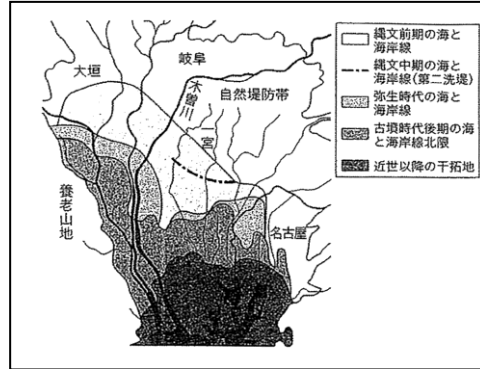 大垣
岐阜
木曽川
自然堤防帯
一宮
養老山地
名古屋
縄文前期の海と
海岸線
縄文中期の海と
海岸線(第二洗堤)
弥生時代の海と
海岸線
古墳時代後期の海
と海岸線北限
近世以降の干拓地